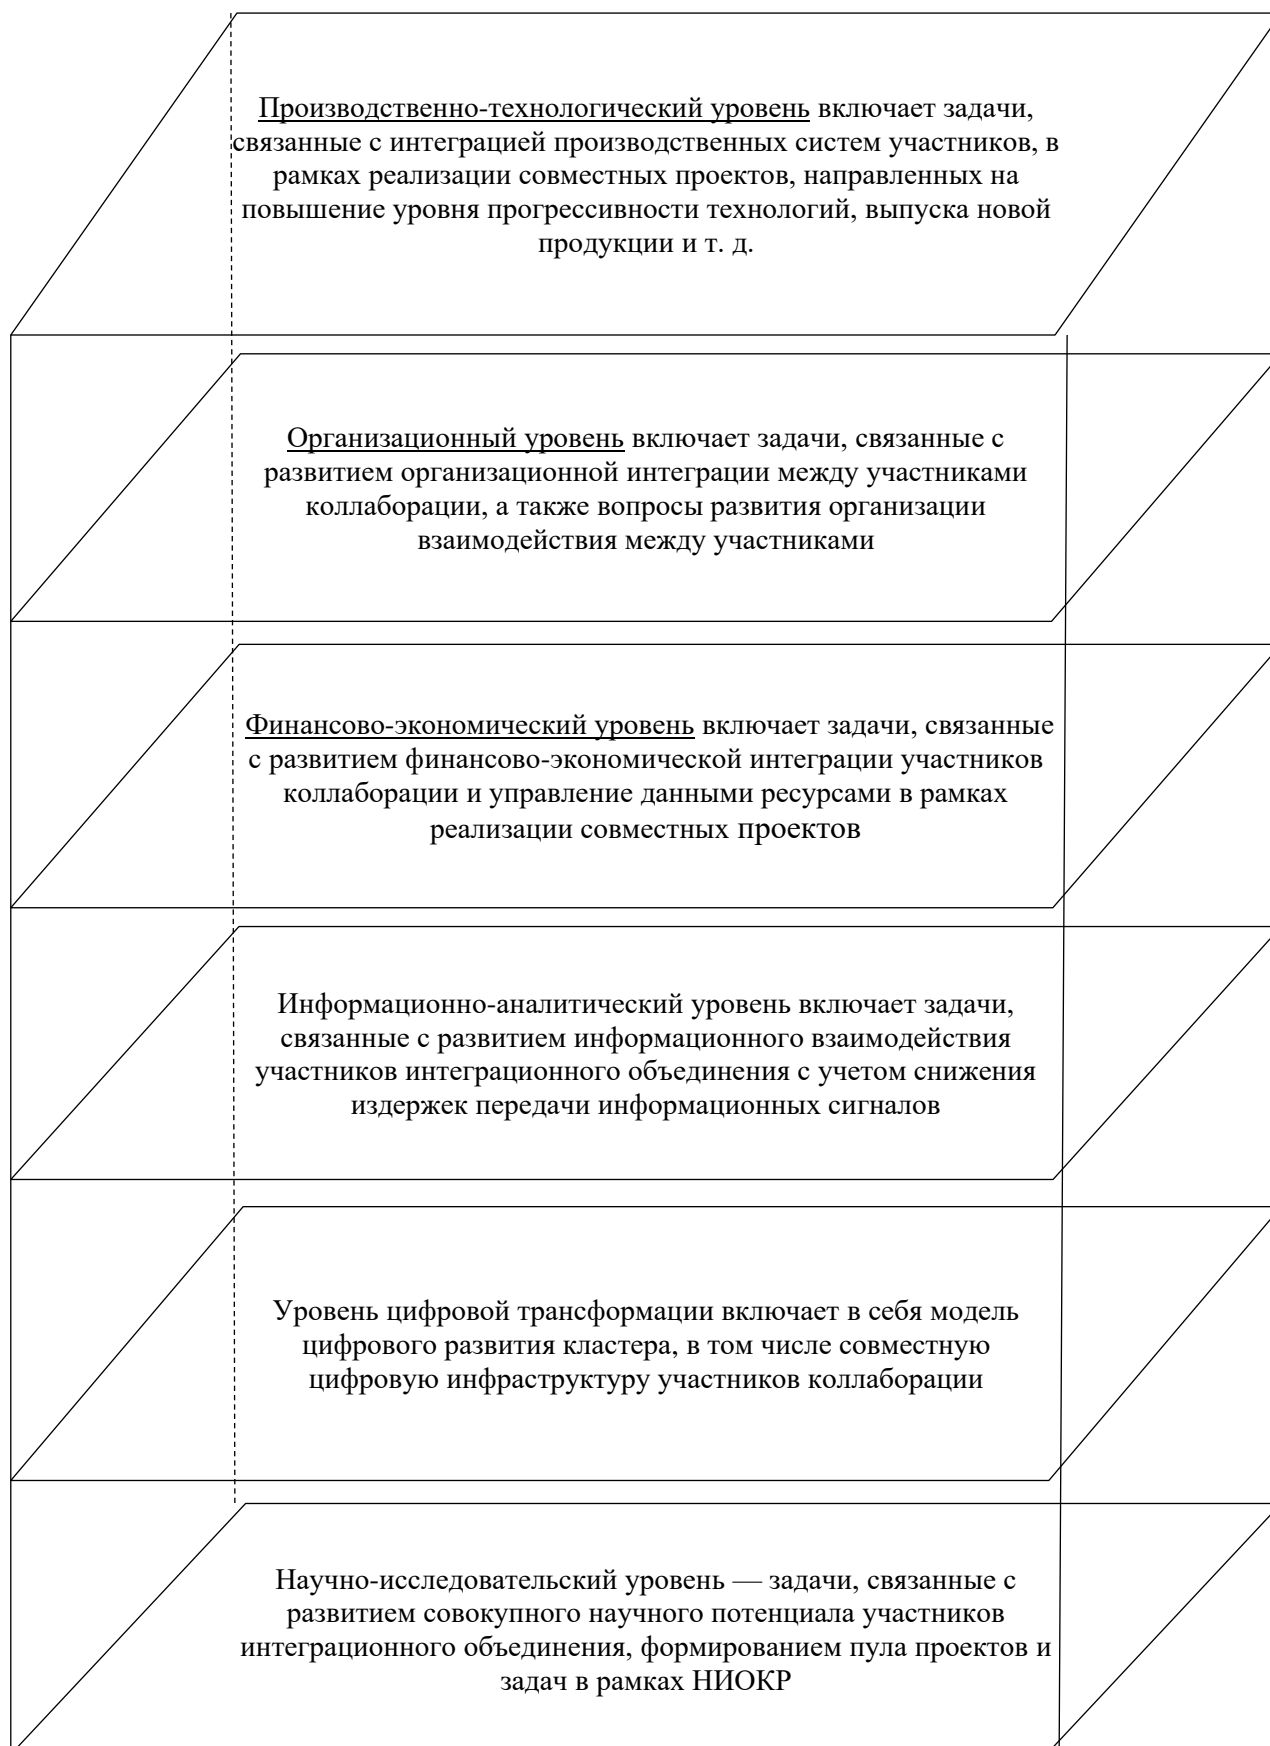 Производственно-технологический уровень включает задачи,
связанные с интеграцией производственных систем участников, в
рамках реализации совместных проектов, направленных на
повышение уровня прогрессивности технологий, выпуска новой
продукции и т. д.
Организационный уровень включает задачи, связанные с
развитием организационной интеграции между участниками
коллаборации, а также вопросы развития организации
взаимодействия между участниками
Финансово-экономический уровень включает задачи, связанные
с развитием финансово-экономической интеграции участников
коллаборации и управление данными ресурсами в рамках
реализации совместных проектов
Информационно-аналитический уровень включает задачи,
связанные с развитием информационного взаимодействия
участников интеграционного объединения с учетом снижения
издержек передачи информационных сигналов
Уровень цифровой трансформации включает в себя модель
цифрового развития кластера, в том числе совместную
цифровую инфраструктуру участников коллаборации
Научно-исследовательский уровень — задачи, связанные с
развитием совокупного научного потенциала участников
интеграционного объединения, формированием пула проектов и
задач в рамках НИОКР